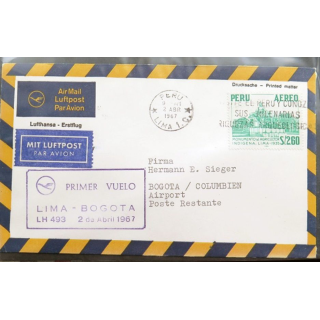 Air Mail
Luftpost
Par Avion
Lufthansa - Erstflug
MIT LUFTPOST
PAR AVION
PERU
2 ABR
1967
LIMA
Drucksache - Printed matter
PERU AEREO
S/2.60
Firma
Hermann E. Sieger
BOGOTA / COLUMBIEN
Airport
Poste Restante
PRIMER VUELO
LIMA - BOGOTA
LH 493 2 de Abril 1967